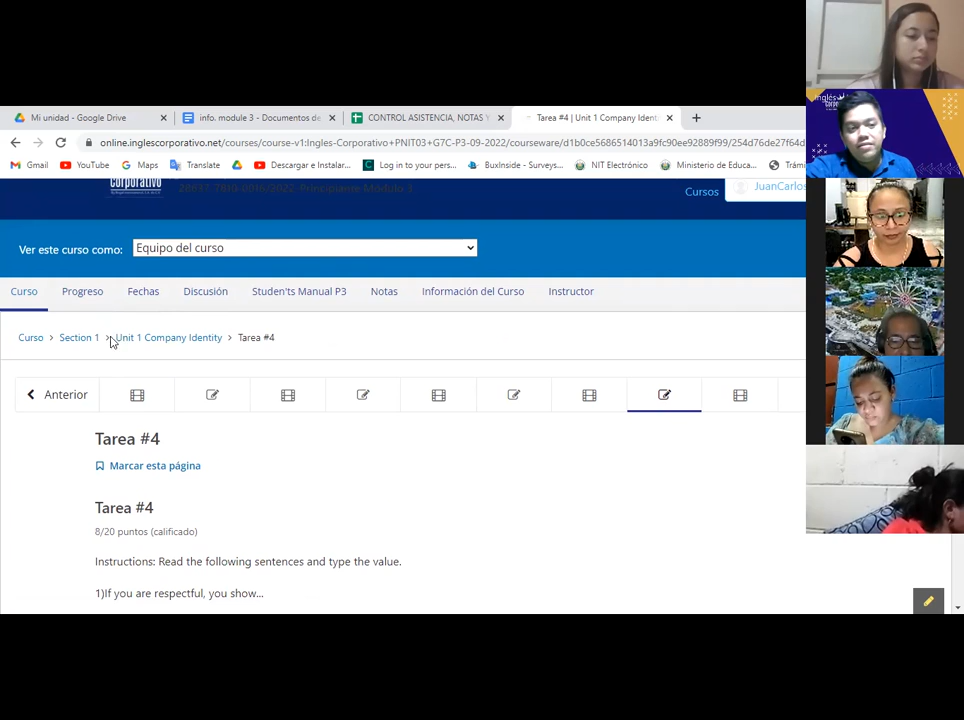 Mi unidad - Google Drive
info. module 3 - Documentos de
CONTROL ASISTENCIA, NOTAS Y
Tarea #4 | Unit 1 Company Identi
online.inglescorporativo.net/courses/course-v1:Ingles-Corporativo+PNIT03+G7C-P3-09-2022/courseware/d1b0ce5686514013a9fc90ee92889f99/254d76de27f64d
Gmail YouTube Maps Translate Descargar e Instalar... Log in to your pers... BuxInside - Surveys... NIT Electrónico Ministerio de Educa... Trámi
corporativo
Cursos
JuanCarlos
Ver este curso como: Equipo del curso
Curso Progreso Fechas Discusión Studen'ts Manual P3 Notas Información del Curso Instructor
Curso > Section 1 > Unit 1 Company Identity > Tarea #4
Anterior
Tarea #4
Marcar esta página
Tarea #4
8/20 puntos (calificado)
Instructions: Read the following sentences and type the value.
1)If you are respectful, you show...